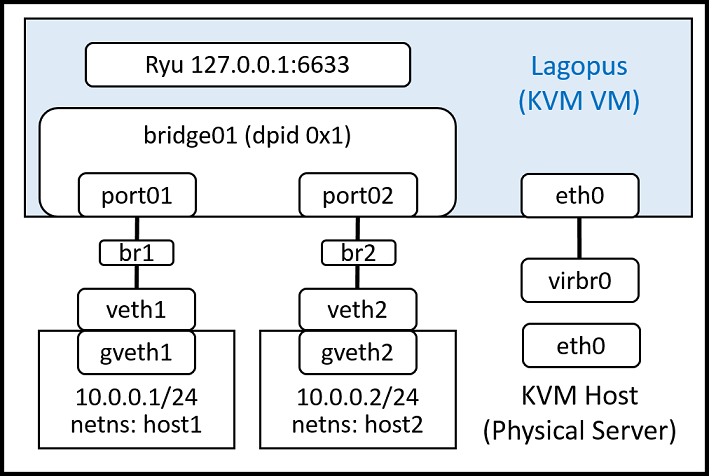 Ryu 127.0.0.1:6633
Lagopus
(KVM VM)
bridge01 (dpid 0x1)
port01
port02
eth0
br1
br2
virbr0
veth1
veth2
gveth1
gveth2
eth0
10.0.0.1/24
netns: host1
10.0.0.2/24
netns: host2
KVM Host
(Physical Server)